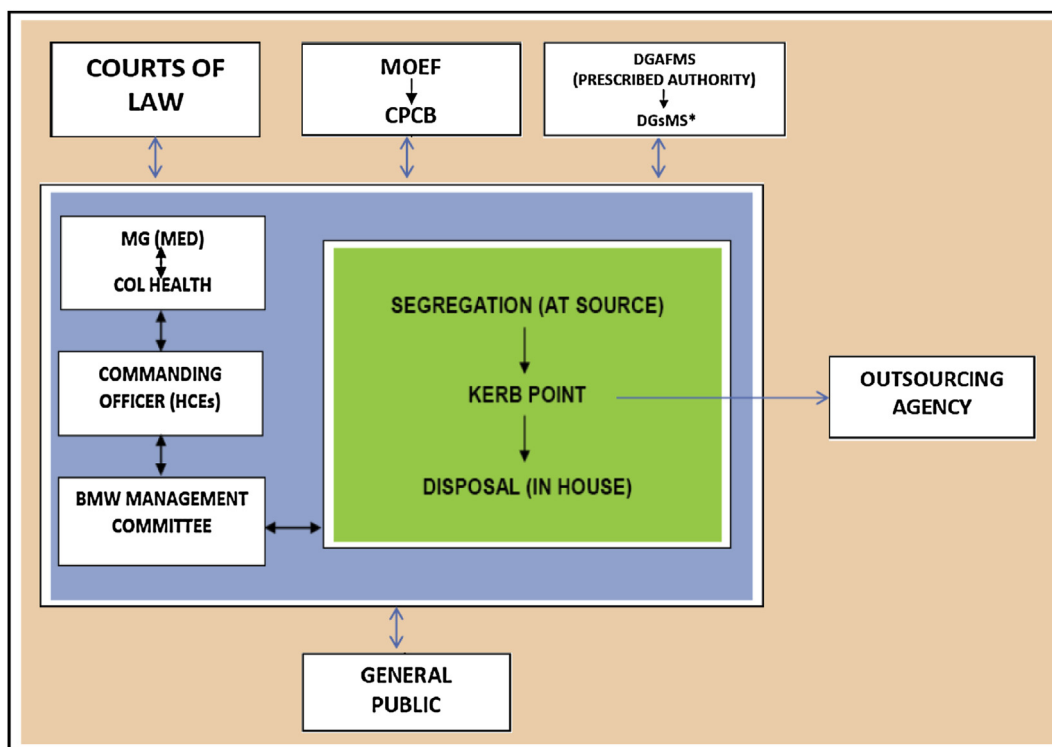 COURTS OF
LAW
MOEF
CPCB
DGAFMS
(PRESCRIBED AUTHORITY)
DGsMS*
MG (MED)
COL HEALTH
COMMANDING
OFFICER (HCEs)
BMW MANAGEMENT
COMMITTEE
SEGREGATION (AT SOURCE)
KERB POINT
DISPOSAL (IN HOUSE)
OUTSOURCING
AGENCY
GENERAL
PUBLIC